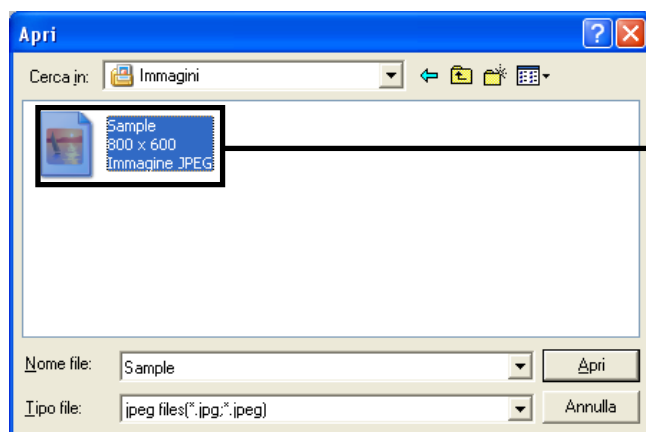 Apri
Cerca in: Immagini
Sample
800 x 600
Immagine JPEG
Nome file: Sample Apri
Tipo file: jpeg files(*.jpg;*.jpeg) Annulla